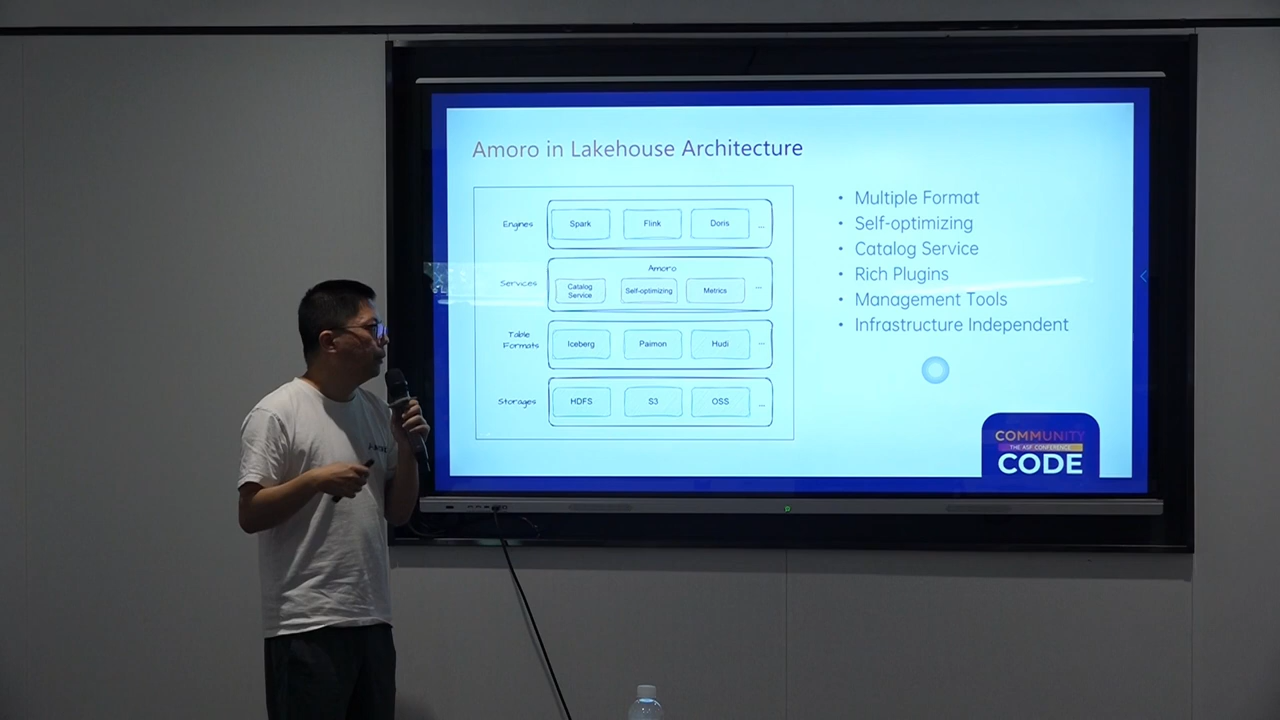 Amoro in Lakehouse Architecture
Engines
Spark
Flink
Doris
...
Services
Amoro
Catalog
Service
Self-optimizing
Metrics
...
Table
Formats
Iceberg
Paimon
Hudi
...
Storages
HDFS
S3
OSS
...
• Multiple Format
• Self-optimizing
• Catalog Service
• Rich Plugins
• Management Tools
• Infrastructure Independent
COMMUNITY
THE ASF CONFERENCE
CODE